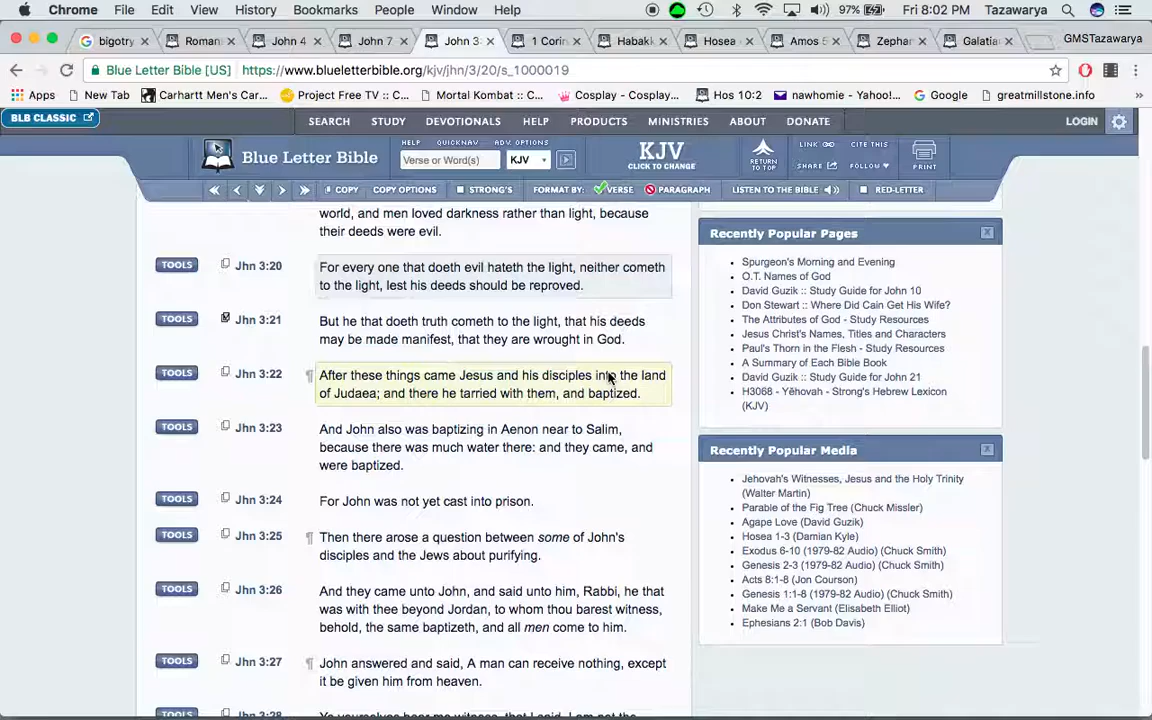 Chrome File Edit View History Bookmarks People Window Help 97% Fri 8:02 PM Tazawarya
bigotry Roman John 4 John 7 John 3: 1 Corin Habakk Hosea Amos 5 Zephan Galatia GMSTazawarya
Blue Letter Bible [US] https://www.blueletterbible.org/kjv/jhn/3/20/s_1000019
Apps New Tab Carhartt Men's Car... Project Free TV :: C... Mortal Kombat :: C... Cosplay - Cosplay... Hos 10:2 nawhomie - Yahoo!... Google greatmillstone.info »
BLB CLASSIC SEARCH STUDY DEVOTIONALS HELP PRODUCTS MINISTRIES ABOUT DONATE LOGIN
HELP QUICKNAV ADV. OPTIONS
Blue Letter Bible Verse or Word(s) KJV KJV CLICK TO CHANGE RETURN TO TOP LINK CITE THIS SHARE FOLLOW PRINT
COPY COPY OPTIONS STRONG'S FORMAT BY: VERSE PARAGRAPH LISTEN TO THE BIBLE RED-LETTER
world, and men loved darkness rather than light, because
their deeds were evil.
TOOLS Jhn 3:20 For every one that doeth evil hateth the light, neither cometh
to the light, lest his deeds should be reproved.
TOOLS Jhn 3:21 But he that doeth truth cometh to the light, that his deeds
may be made manifest, that they are wrought in God.
TOOLS Jhn 3:22 ¶ After these things came Jesus and his disciples into the land
of Judaea; and there he tarried with them, and baptized.
TOOLS Jhn 3:23 And John also was baptizing in Aenon near to Salim,
because there was much water there: and they came, and
were baptized.
TOOLS Jhn 3:24 For John was not yet cast into prison.
TOOLS Jhn 3:25 ¶ Then there arose a question between some of John's
disciples and the Jews about purifying.
TOOLS Jhn 3:26 And they came unto John, and said unto him, Rabbi, he that
was with thee beyond Jordan, to whom thou barest witness,
behold, the same baptizeth, and all men come to him.
TOOLS Jhn 3:27 ¶ John answered and said, A man can receive nothing, except
it be given him from heaven.
TOOLS Jhn 3:28 Ye yourselves bear me witness, that I said, I am not the
Recently Popular Pages
Spurgeon's Morning and Evening
O.T. Names of God
David Guzik :: Study Guide for John 10
Don Stewart :: Where Did Cain Get His Wife?
The Attributes of God - Study Resources
Jesus Christ's Names, Titles and Characters
Paul's Thorn in the Flesh - Study Resources
A Summary of Each Bible Book
David Guzik :: Study Guide for John 21
H3068 - Yĕhovah - Strong's Hebrew Lexicon
(KJV)
Recently Popular Media
Jehovah's Witnesses, Jesus and the Holy Trinity
(Walter Martin)
Parable of the Fig Tree (Chuck Missler)
Agape Love (David Guzik)
Hosea 1-3 (Damian Kyle)
Exodus 6-10 (1979-82 Audio) (Chuck Smith)
Genesis 2-3 (1979-82 Audio) (Chuck Smith)
Acts 8:1-8 (Jon Courson)
Genesis 1:1-8 (1979-82 Audio) (Chuck Smith)
Make Me a Servant (Elisabeth Elliot)
Ephesians 2:1 (Bob Davis)